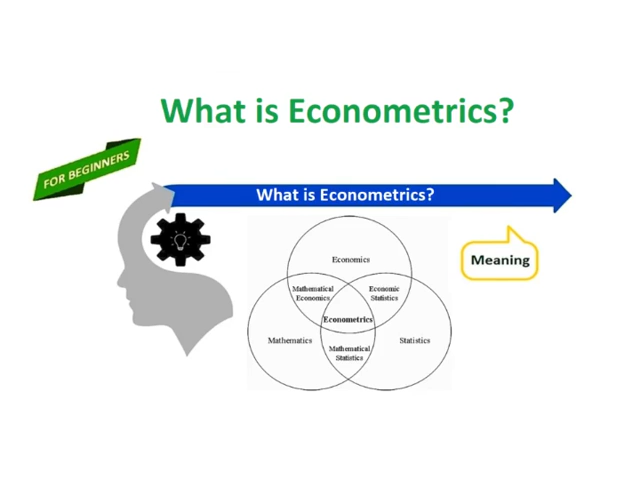 What is Econometrics?
FOR BEGINNERS
What is Econometrics?
Meaning
Economics
Mathematical
Economics
Economic
Statistics
Econometrics
Mathematics
Statistics
Mathematical
Statistics